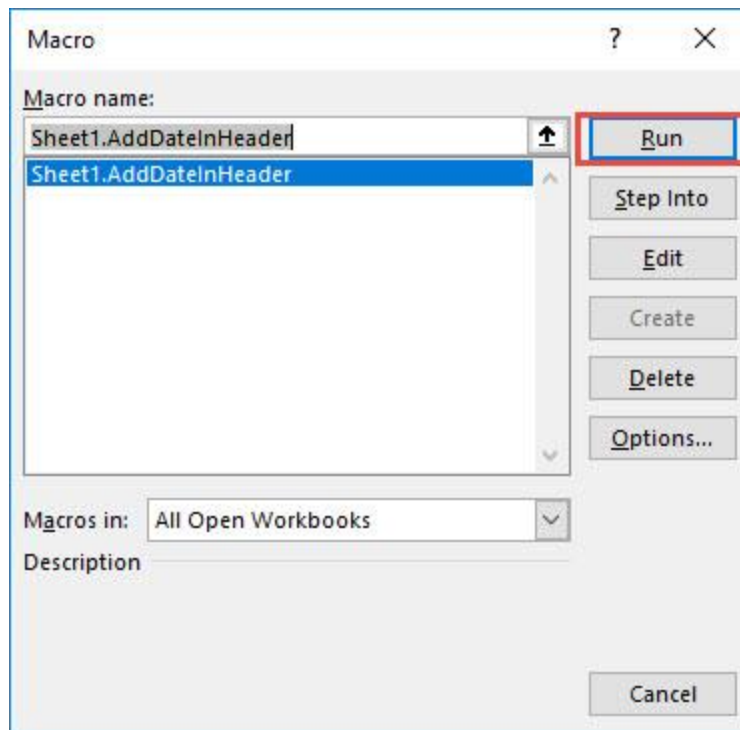 Macro
?
Macro name:
Sheet1.AddDateInHeader
Run
Sheet1.AddDateInHeader
Step Into
Edit
Create
Delete
Options...
Macros in: All Open Workbooks
Description
Cancel